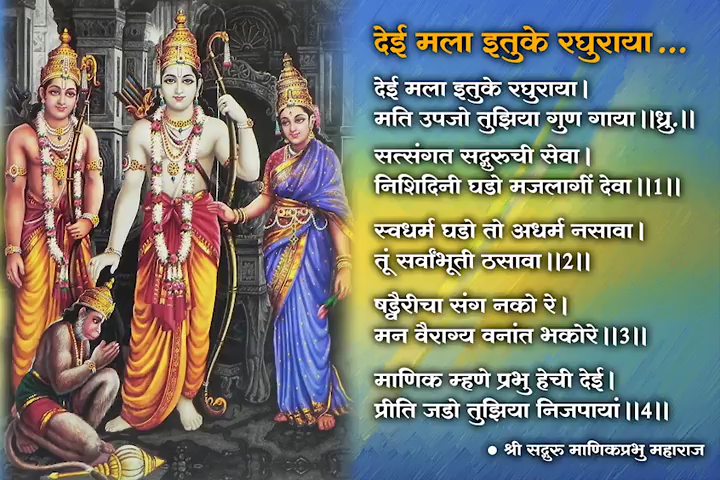 देई मला इतुके रघुराया...
देई मला इतुके रघुराया।
मति उपजो तुझिया गुण गाया॥ध्रु.॥
सत्संगत सद्गुरुची सेवा।
निशिदिनी घडो मजलागीं देवा॥1॥
स्वधर्म घडो तो अधर्म नसावा।
तूं सर्वांभूती ठसावा॥2॥
षड्वैरीचा संग नको रे।
मन वैराग्य वनांत भकोरे॥3॥
माणिक म्हणे प्रभु हेची देई।
प्रीति जडो तुझिया निजपायां॥4॥
• श्री सद्गुरु माणिकप्रभु महाराज